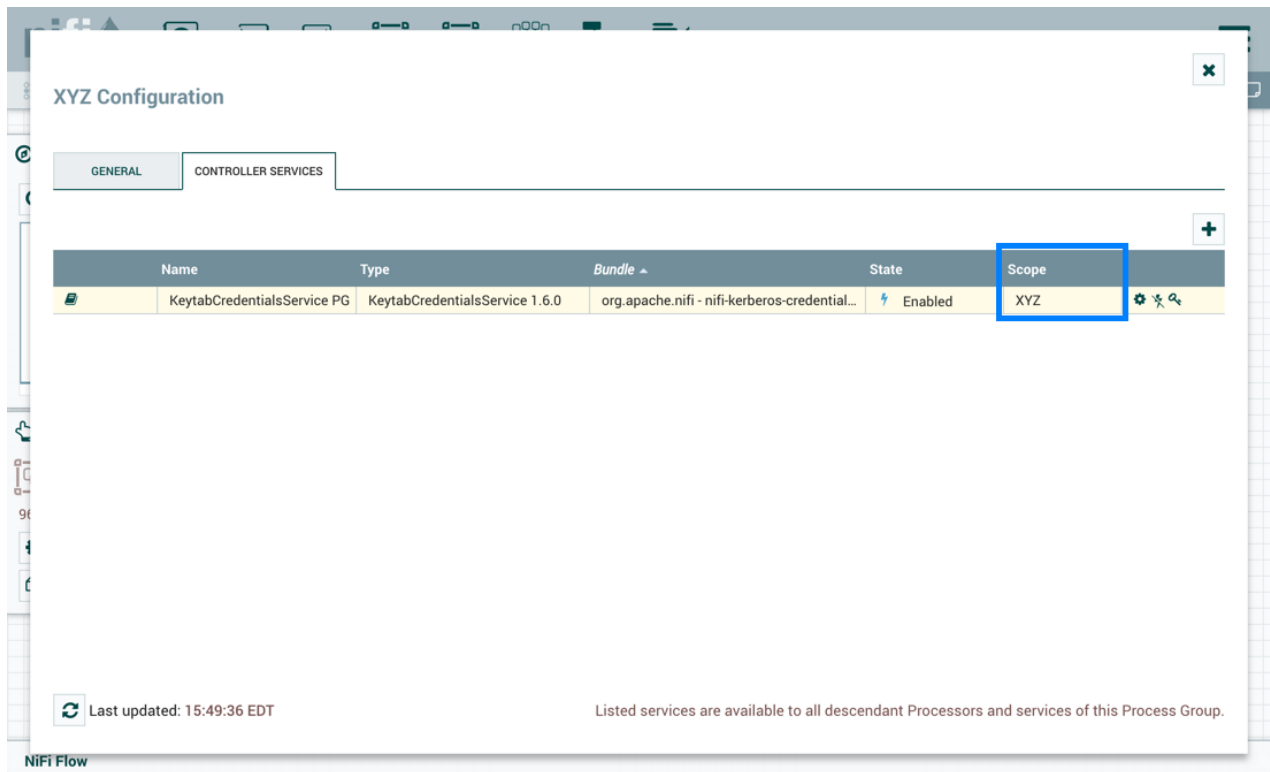 XYZ Configuration
GENERAL
CONTROLLER SERVICES
Name Type Bundle State Scope
KeytabCredentialsService PG KeytabCredentialsService 1.6.0 org.apache.nifi - nifi-kerberos-credential... Enabled XYZ
96
Last updated: 15:49:36 EDT
Listed services are available to all descendant Processors and services of this Process Group.
NiFi Flow